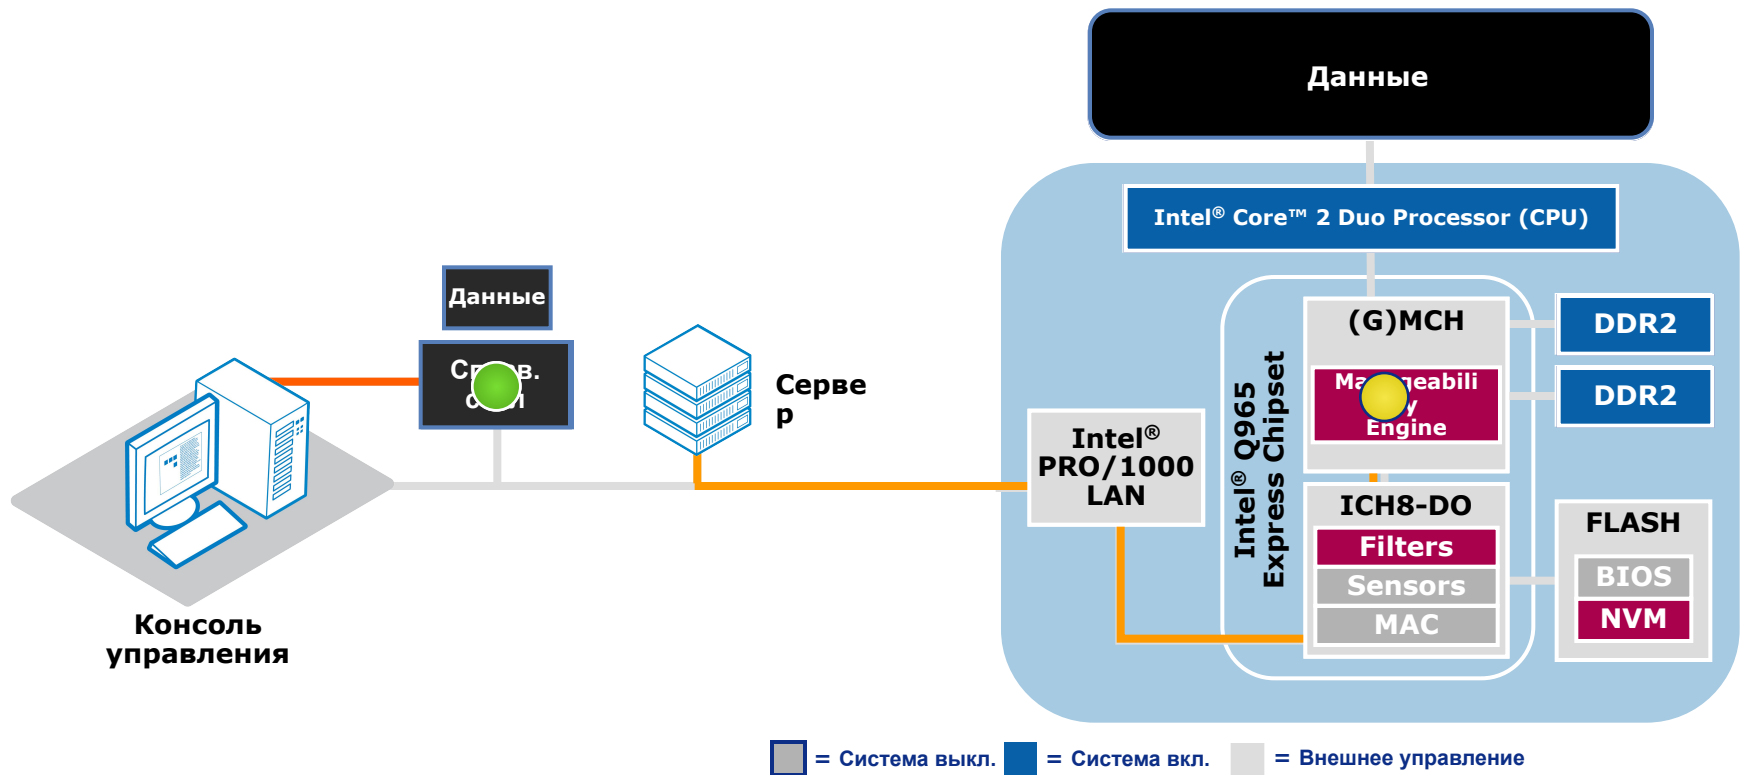 Данные
Intel® Core™ 2 Duo Processor (CPU)
Данные
(G)MCH
DDR2
Engine
DDR2
Серве
р
Intel®
PRO/1000
LAN
Intel® Q965
Express Chipset
ICH8-DO
Filters
Sensors
MAC
FLASH
BIOS
NVM
Консоль
управления
= Система выкл.
= Система вкл.
= Внешнее управление